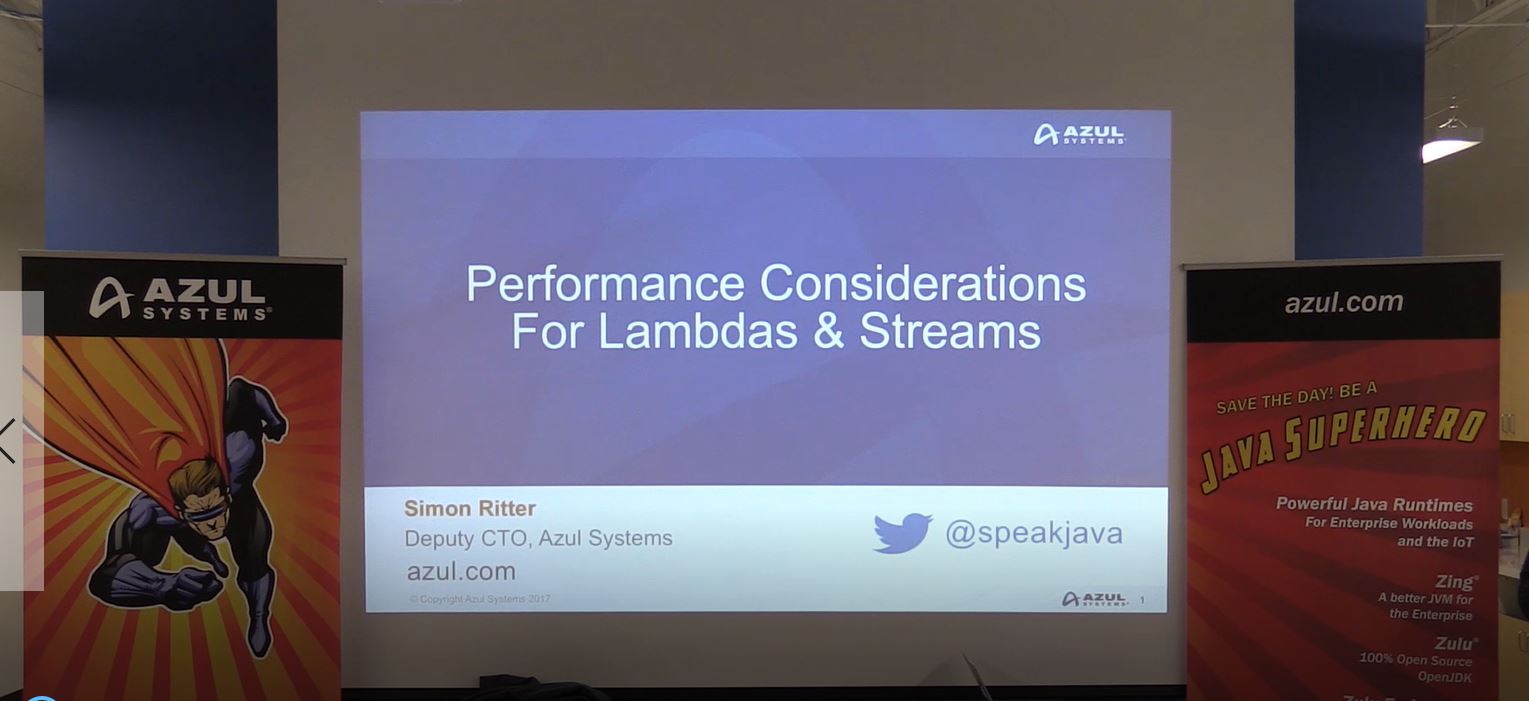 AZUL
SYSTEMS®
AZUL
SYSTEMS
Performance Considerations
For Lambdas & Streams
Simon Ritter
Deputy CTO, Azul Systems
azul.com
© Copyright Azul Systems 2017
@speakjava
AZUL
SYSTEMS
1
azul.com
SAVE THE DAY! BE A
JAVA SUPERHERO
Powerful Java Runtimes
For Enterprise Workloads
and the IoT
Zing®
A better JVM for
the Enterprise
Zulu®
100% Open Source
OpenJDK